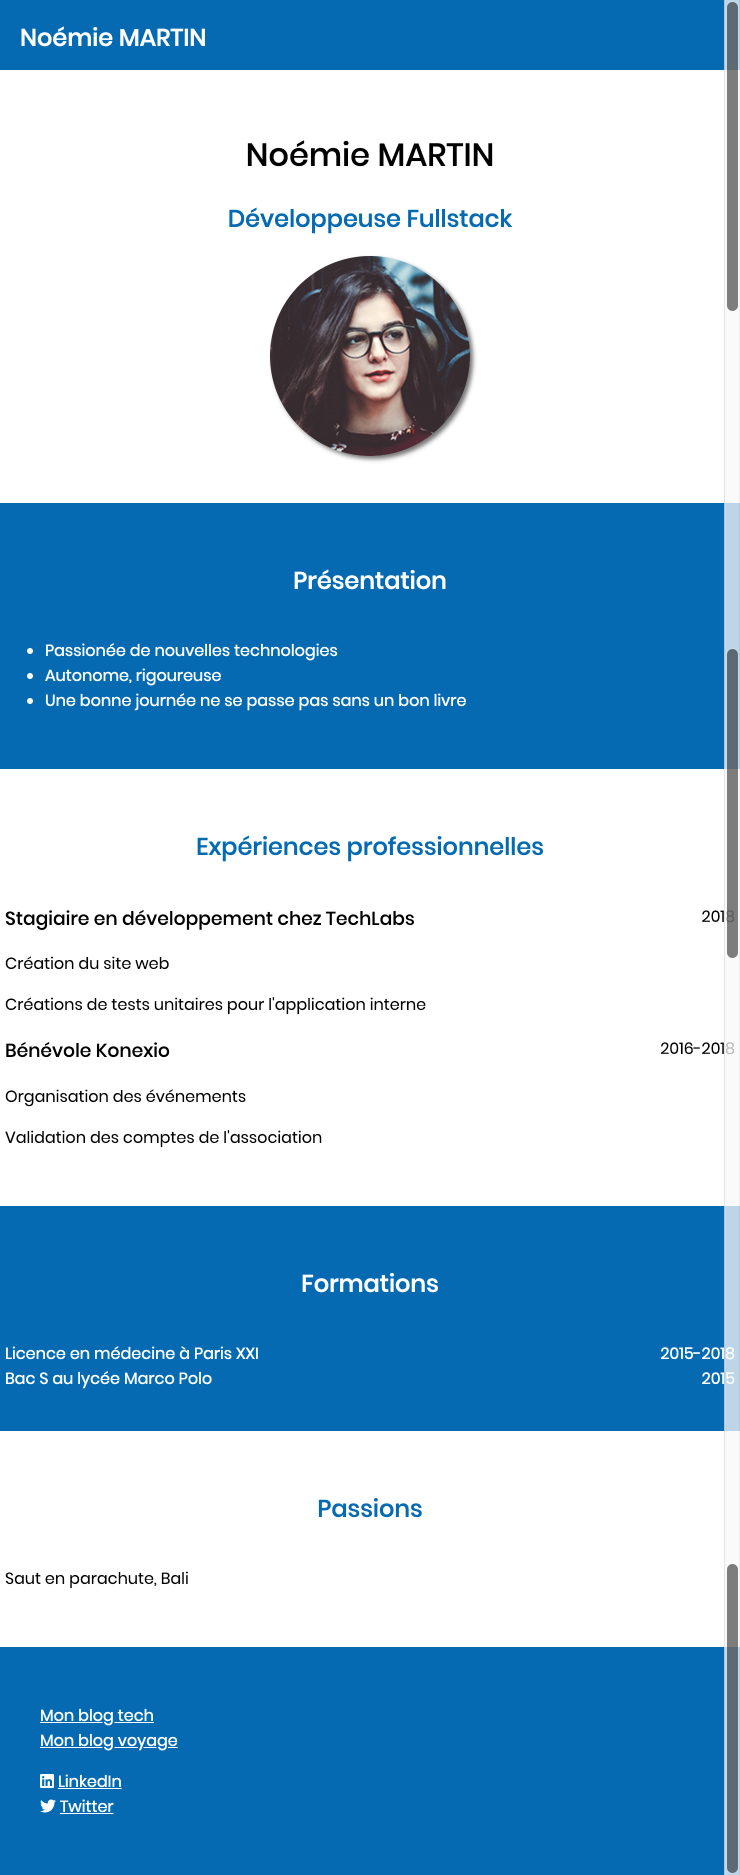 Noémie MARTIN
Noémie MARTIN
Développeuse Fullstack
Présentation
• Passionée de nouvelles technologies
• Autonome, rigoureuse
• Une bonne journée ne se passe pas sans un bon livre
Expériences professionnelles
Stagiaire en développement chez TechLabs 2018
Création du site web
Créations de tests unitaires pour l'application interne
Bénévole Konexio 2016-2018
Organisation des événements
Validation des comptes de l'association
Formations
Licence en médecine à Paris XXI 2015-2018
Bac S au lycée Marco Polo 2015
Passions
Saut en parachute, Bali
Mon blog tech
Mon blog voyage
LinkedIn
Twitter